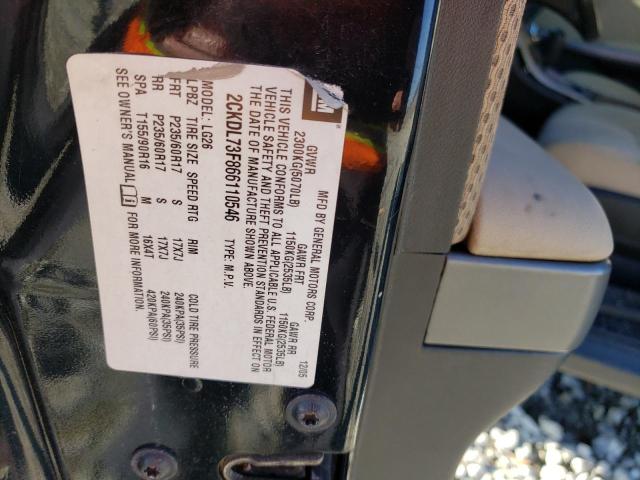 GM
MFD BY GENERAL MOTORS CORP. 12/05
GVWR GAWR FRT GAWR RR
2300KG(5070LB) 1150KG(2535LB) 1150KG(2535LB)
THIS VEHICLE CONFORMS TO ALL APPLICABLE U.S. FEDERAL MOTOR
VEHICLE SAFETY AND THEFT PREVENTION STANDARDS IN EFFECT ON
THE DATE OF MANUFACTURE SHOWN ABOVE.
2CKDL73F866110546 TYPE: M.P.V.
MODEL: LQ26
LPBZ TIRE SIZE SPEED RTG RIM COLD TIRE PRESSURE
FRT P235/60R17 S 17X7J 240KPA(35PSI)
RR P235/60R17 S 17X7J 240KPA(35PSI)
SPA T155/90R16 M 16X4T 420KPA(60PSI)
SEE OWNER'S MANUAL FOR MORE INFORMATION.